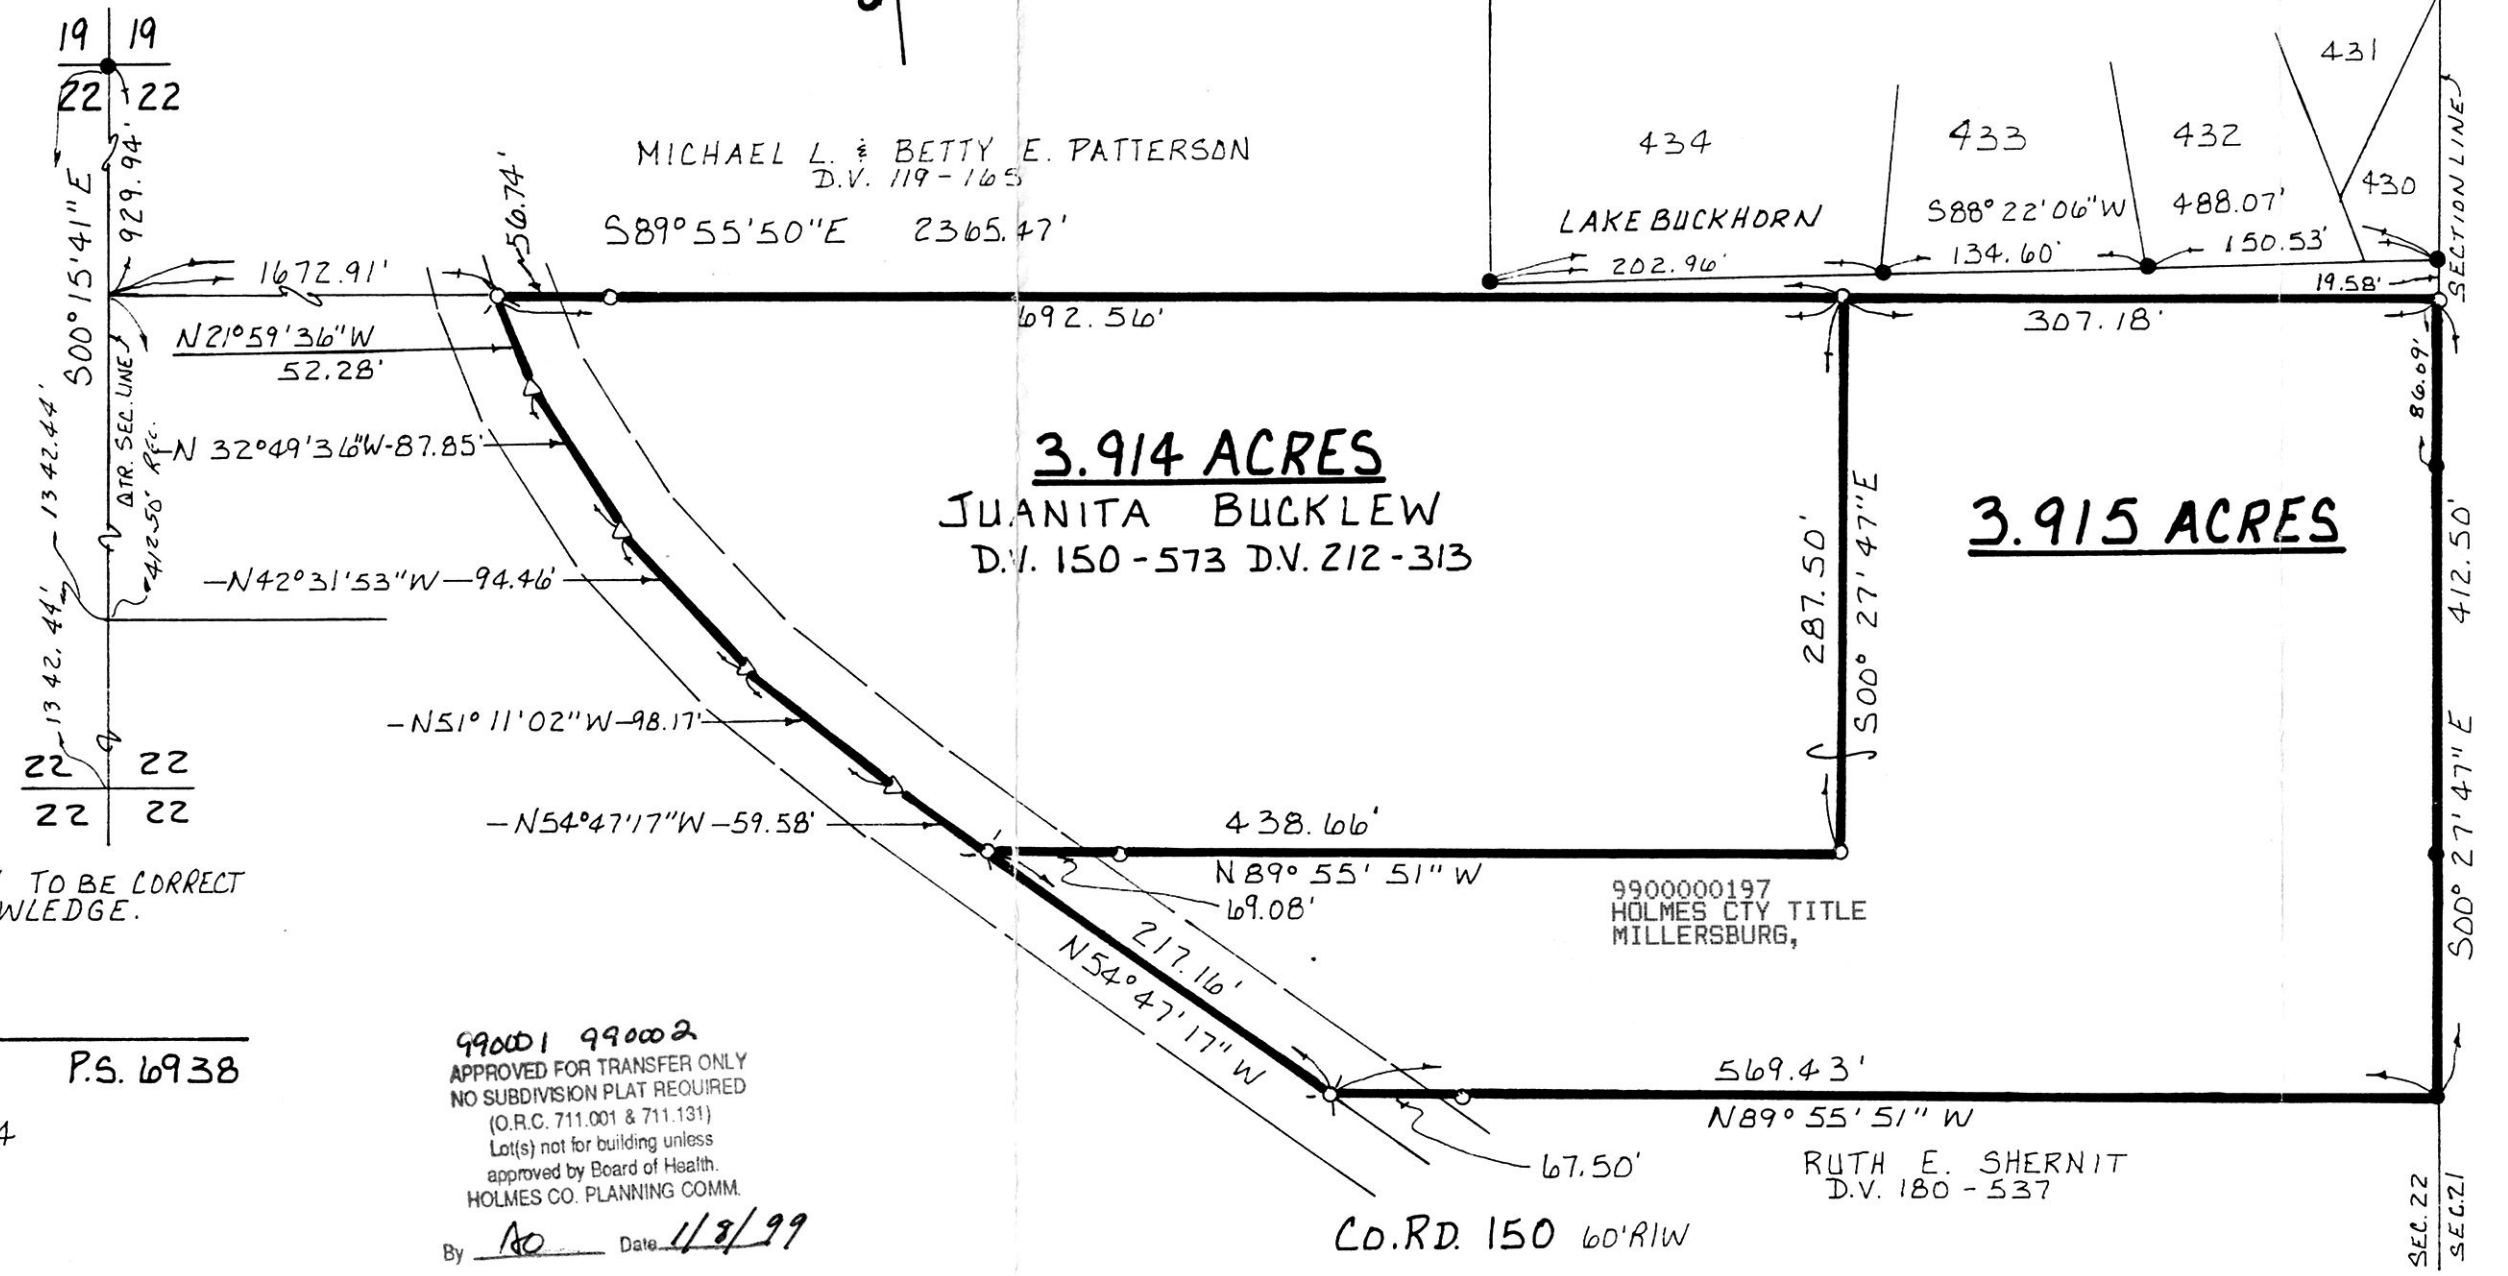 19 19
22 22
S00°15'41"E
929.94'
1342.44'
1342.44'
QTR. SEC. LINE
412.50' REC.
22 22
22 22
MICHAEL L. & BETTY E. PATTERSON
D.V. 119-165
S89°55'50"E 2365.47'
56.74'
1672.91'
692.56'
307.18'
434
433
432
431
430
LAKE BUCKHORN
S88°22'06"W 488.07'
202.96'
134.60'
150.53'
19.58'
SECTION LINE
86.09'
N21°59'36"W
52.28'
N 32°49'36"W-87.85'
N42°31'53"W-94.46'
N51°11'02"W-98.17'
N54°47'17"W-59.58'
3.914 ACRES
JUANITA BUCKLEW
D.V. 150-573 D.V. 212-313
287.50'
S00°27'47"E
3.915 ACRES
412.50'
S00°27'47"E
438.66'
N89°55'51"W
69.08'
9900000197
HOLMES CTY TITLE
MILLERSBURG,
217.16'
N54°47'17"W
569.43'
N89°55'51"W
67.50'
RUTH E. SHERNIT
D.V. 180-537
CO.RD. 150 60'R/W
SEC.22
SEC.21
TO BE CORRECT
WLEDGE.
P.S. 6938
4
990001 990002
APPROVED FOR TRANSFER ONLY
NO SUBDIVISION PLAT REQUIRED
(O.R.C. 711.001 & 711.131)
Lot(s) not for building unless
approved by Board of Health.
HOLMES CO. PLANNING COMM.
By AO Date 1/8/99